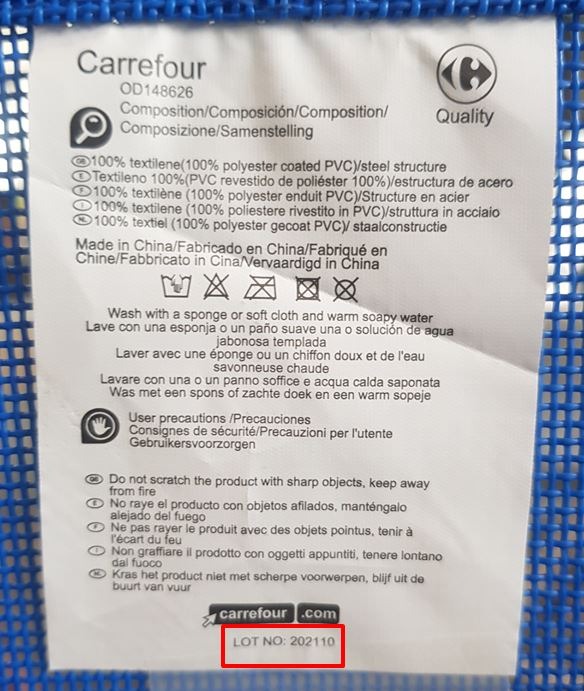 Carrefour
OD148626
Composition/Composición/Composition/
Composizione/Samenstelling
Quality
GB 100% textilene(100% polyester coated PVC)/steel structure
E Textileno 100%(PVC revestido de poliéster 100%)/estructura de acero
F 100% textilène (100% polyester enduit PVC)/Structure en acier
I 100% textilene (100% poliestere rivestito in PVC)/struttura in acciaio
NL 100% textiel (100% polyester gecoat PVC)/ staalconstructie
Made in China/Fabricado en China/Fabriqué en
Chine/Fabbricato in Cina/Vervaardigd in China
Wash with a sponge or soft cloth and warm soapy water
Lave con una esponja o un paño suave una o solución de agua
jabonosa templada
Laver avec une éponge ou un chiffon doux et de l'eau
savonneuse chaude
Lavare con una o un panno soffice e acqua calda saponata
Was met een spons of zachte doek en een warm sopeje
User precautions /Precauciones
Consignes de sécurité/Precauzioni per l'utente
Gebruikersvoorzorgen
GB Do not scratch the product with sharp objects, keep away
from fire
E No raye el producto con objetos afilados, manténgalo
alejado del fuego
F Ne pas rayer le produit avec des objets pointus, tenir à
l'écart du feu
I Non graffiare il prodotto con oggetti appuntiti, tenere lontano
dal fuoco
NL Kras het product niet met scherpe voorwerpen, blijf uit de
buurt van vuur
carrefour .com
LOT NO: 202110